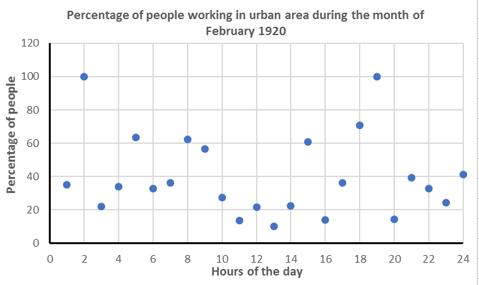 Percentage of people working in urban area during the month of
February 1920
120
100
80
60
40
20
0
Percentage of people
0 2 4 6 8 10 12 14 16 18 20 22 24
Hours of the day